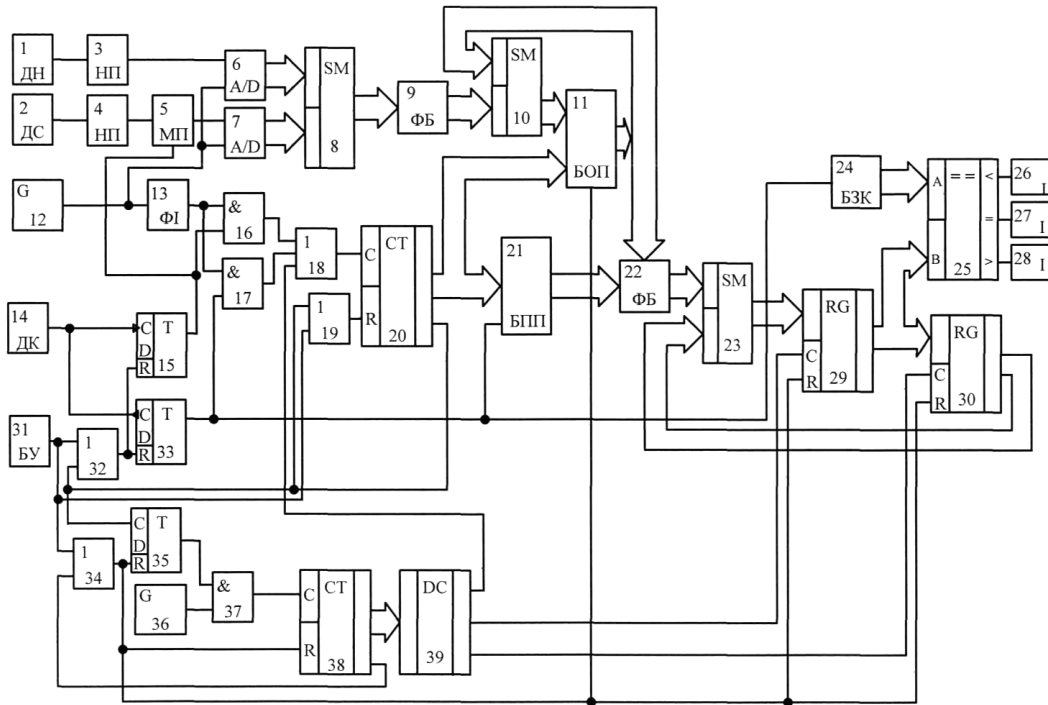 1
ДН
3
НП
6
A/D
SM
8
9
ФБ
SM
10
11
БОП
2
ДС
4
НП
5
МП
7
A/D
G
12
13
ФІ
&
16
&
17
1
18
1
19
C
R
CT
20
21
БПП
22
ФБ
SM
23
24
БЗК
A
B
==
<
=
>
25
26
I
27
I
28
I
14
ДК
C
D
R
T
15
C
D
R
T
33
RG
C
R
29
RG
C
R
30
31
БУ
1
32
C
D
R
T
35
1
34
G
36
&
37
C
R
CT
38
DC
39